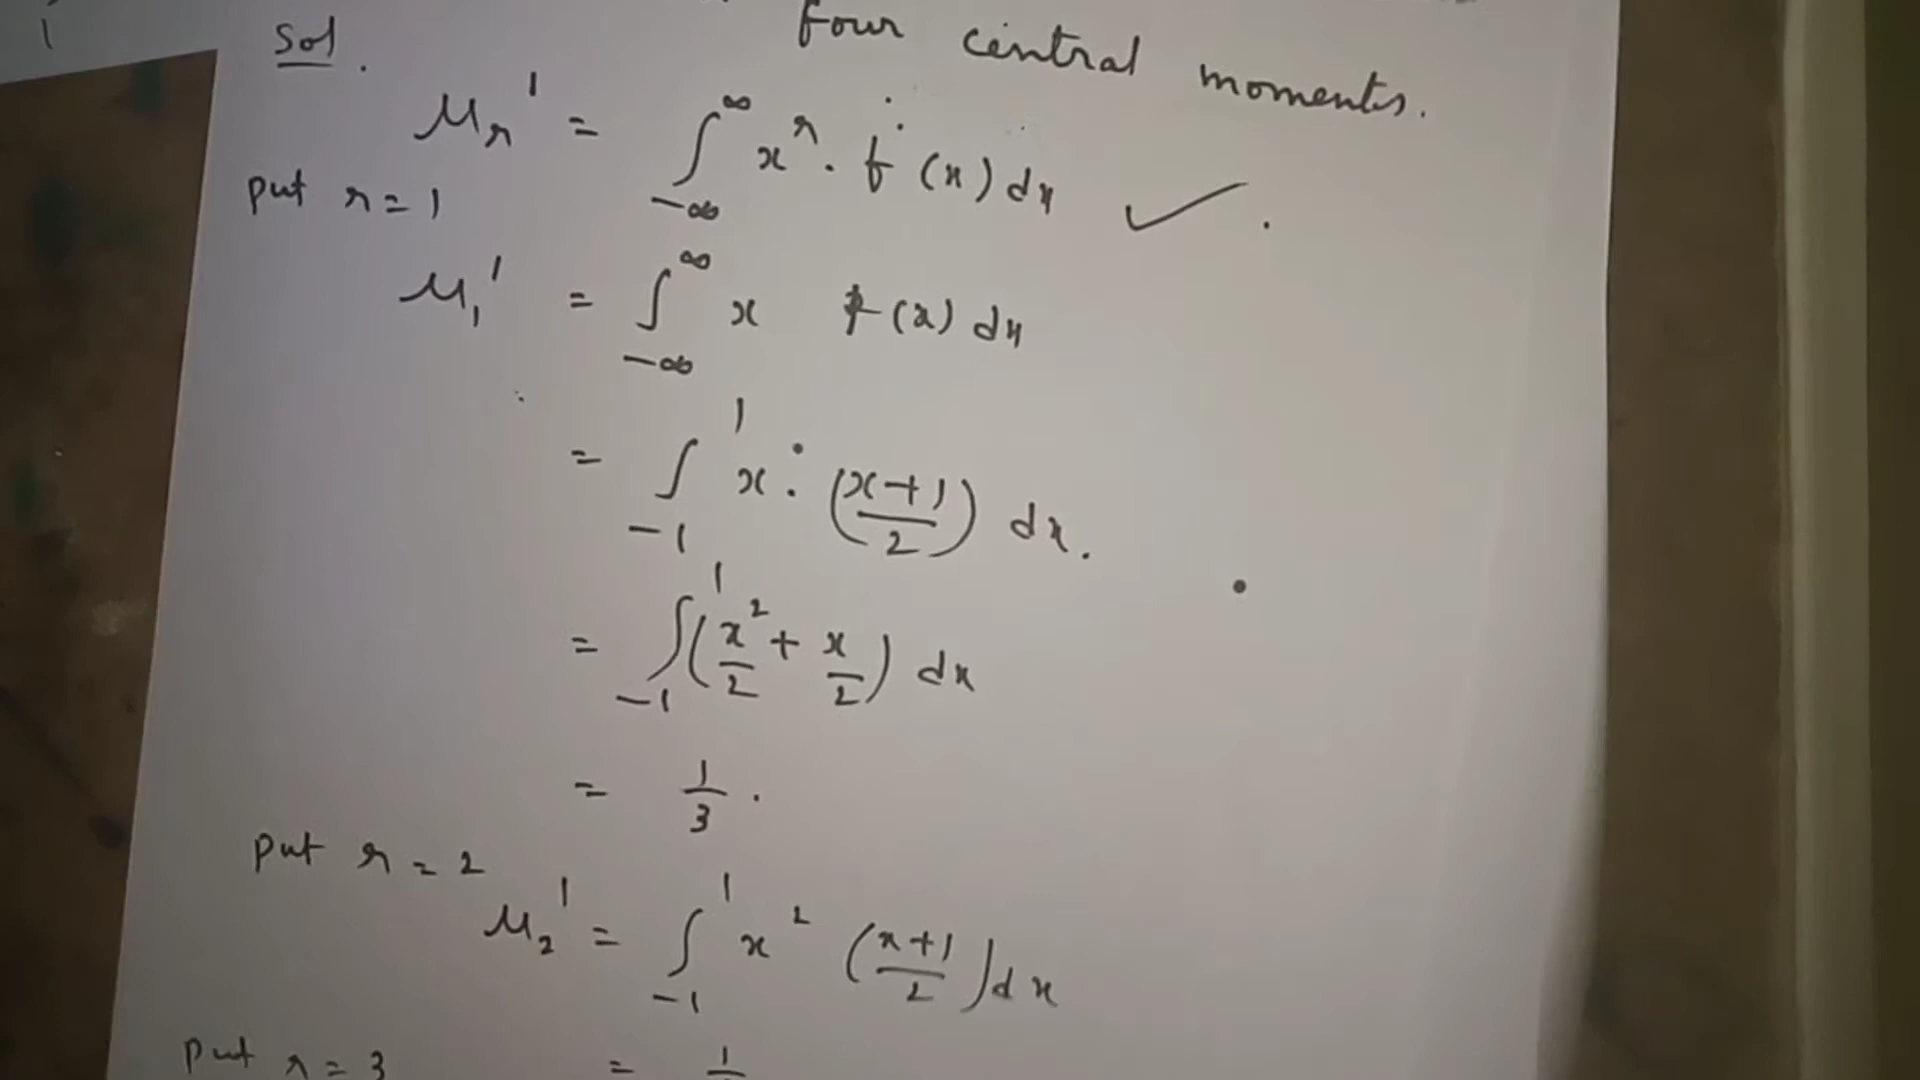 Sol.
four central moments.
μr' = ∫_{-∞}^{∞} x^r . f(x) dx ✓ .
put r = 1
μ1' = ∫_{-∞}^{∞} x f(x) dx
= ∫_{-1}^{1} x . (x+1/2) dx.
= ∫_{-1}^{1} (x²/2 + x/2) dx
= 1/3 .
put r = 2
μ2' = ∫_{-1}^{1} x² (x+1/2) dx
put r = 3
= 1